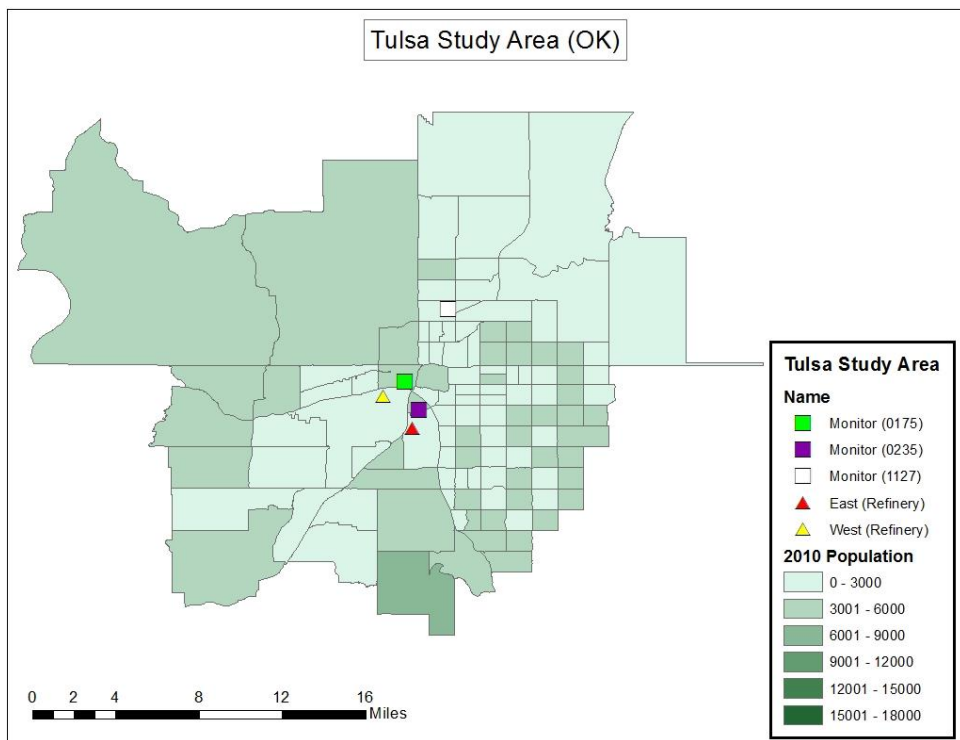 Tulsa Study Area (OK)
Tulsa Study Area
Name
Monitor (0175)
Monitor (0235)
Monitor (1127)
East (Refinery)
West (Refinery)
2010 Population
0 - 3000
3001 - 6000
6001 - 9000
9001 - 12000
12001 - 15000
15001 - 18000
0 2 4 8 12 16
Miles